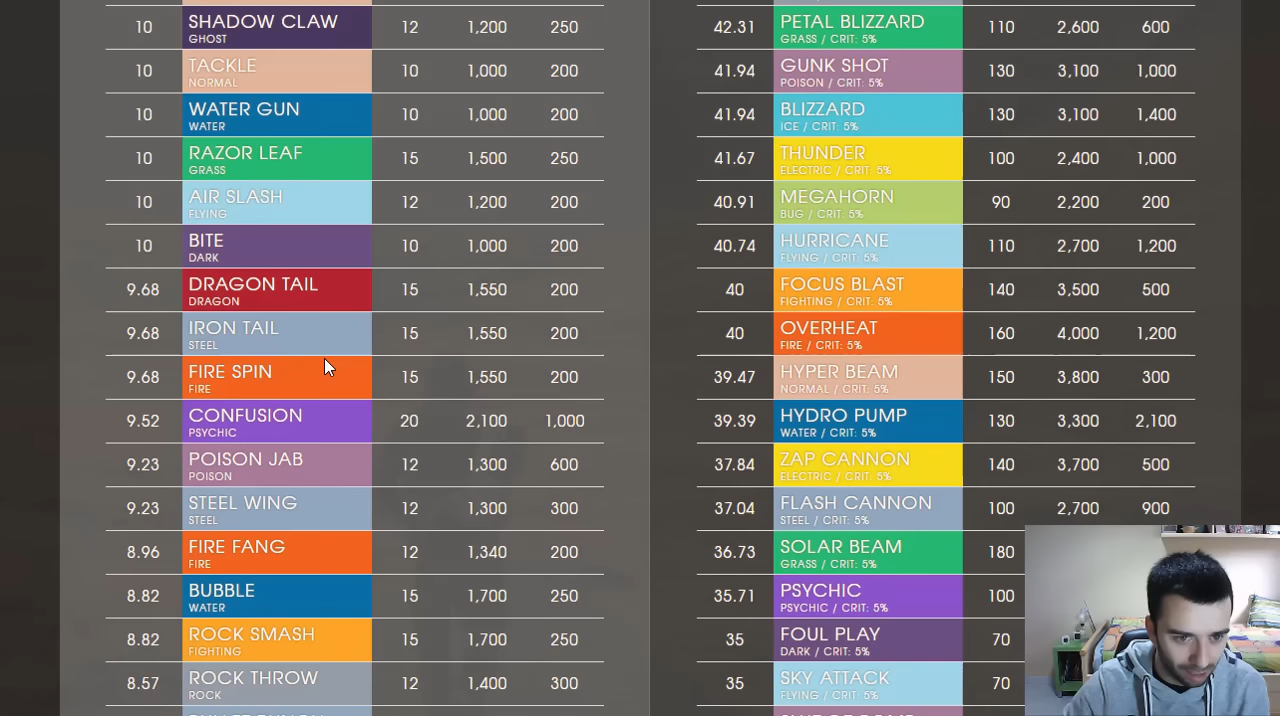 10 SHADOW CLAW 12 1,200 250
GHOST
10 TACKLE 10 1,000 200
NORMAL
10 WATER GUN 10 1,000 200
WATER
10 RAZOR LEAF 15 1,500 250
GRASS
10 AIR SLASH 12 1,200 200
FLYING
10 BITE 10 1,000 200
DARK
9.68 DRAGON TAIL 15 1,550 200
DRAGON
9.68 IRON TAIL 15 1,550 200
STEEL
9.68 FIRE SPIN 15 1,550 200
FIRE
9.52 CONFUSION 20 2,100 1,000
PSYCHIC
9.23 POISON JAB 12 1,300 600
POISON
9.23 STEEL WING 12 1,300 300
STEEL
8.96 FIRE FANG 12 1,340 200
FIRE
8.82 BUBBLE 15 1,700 250
WATER
8.82 ROCK SMASH 15 1,700 250
FIGHTING
8.57 ROCK THROW 12 1,400 300
ROCK
42.31 PETAL BLIZZARD 110 2,600 600
GRASS / CRIT: 5%
41.94 GUNK SHOT 130 3,100 1,000
POISON / CRIT: 5%
41.94 BLIZZARD 130 3,100 1,400
ICE / CRIT: 5%
41.67 THUNDER 100 2,400 1,000
ELECTRIC / CRIT: 5%
40.91 MEGAHORN 90 2,200 200
BUG / CRIT: 5%
40.74 HURRICANE 110 2,700 1,200
FLYING / CRIT: 5%
40 FOCUS BLAST 140 3,500 500
FIGHTING / CRIT: 5%
40 OVERHEAT 160 4,000 1,200
FIRE / CRIT: 5%
39.47 HYPER BEAM 150 3,800 300
NORMAL / CRIT: 5%
39.39 HYDRO PUMP 130 3,300 2,100
WATER / CRIT: 5%
37.84 ZAP CANNON 140 3,700 500
ELECTRIC / CRIT: 5%
37.04 FLASH CANNON 100 2,700 900
STEEL / CRIT: 5%
36.73 SOLAR BEAM 180
GRASS / CRIT: 5%
35.71 PSYCHIC 100
PSYCHIC / CRIT: 5%
35 FOUL PLAY 70
DARK / CRIT: 5%
35 SKY ATTACK 70
FLYING / CRIT: 5%